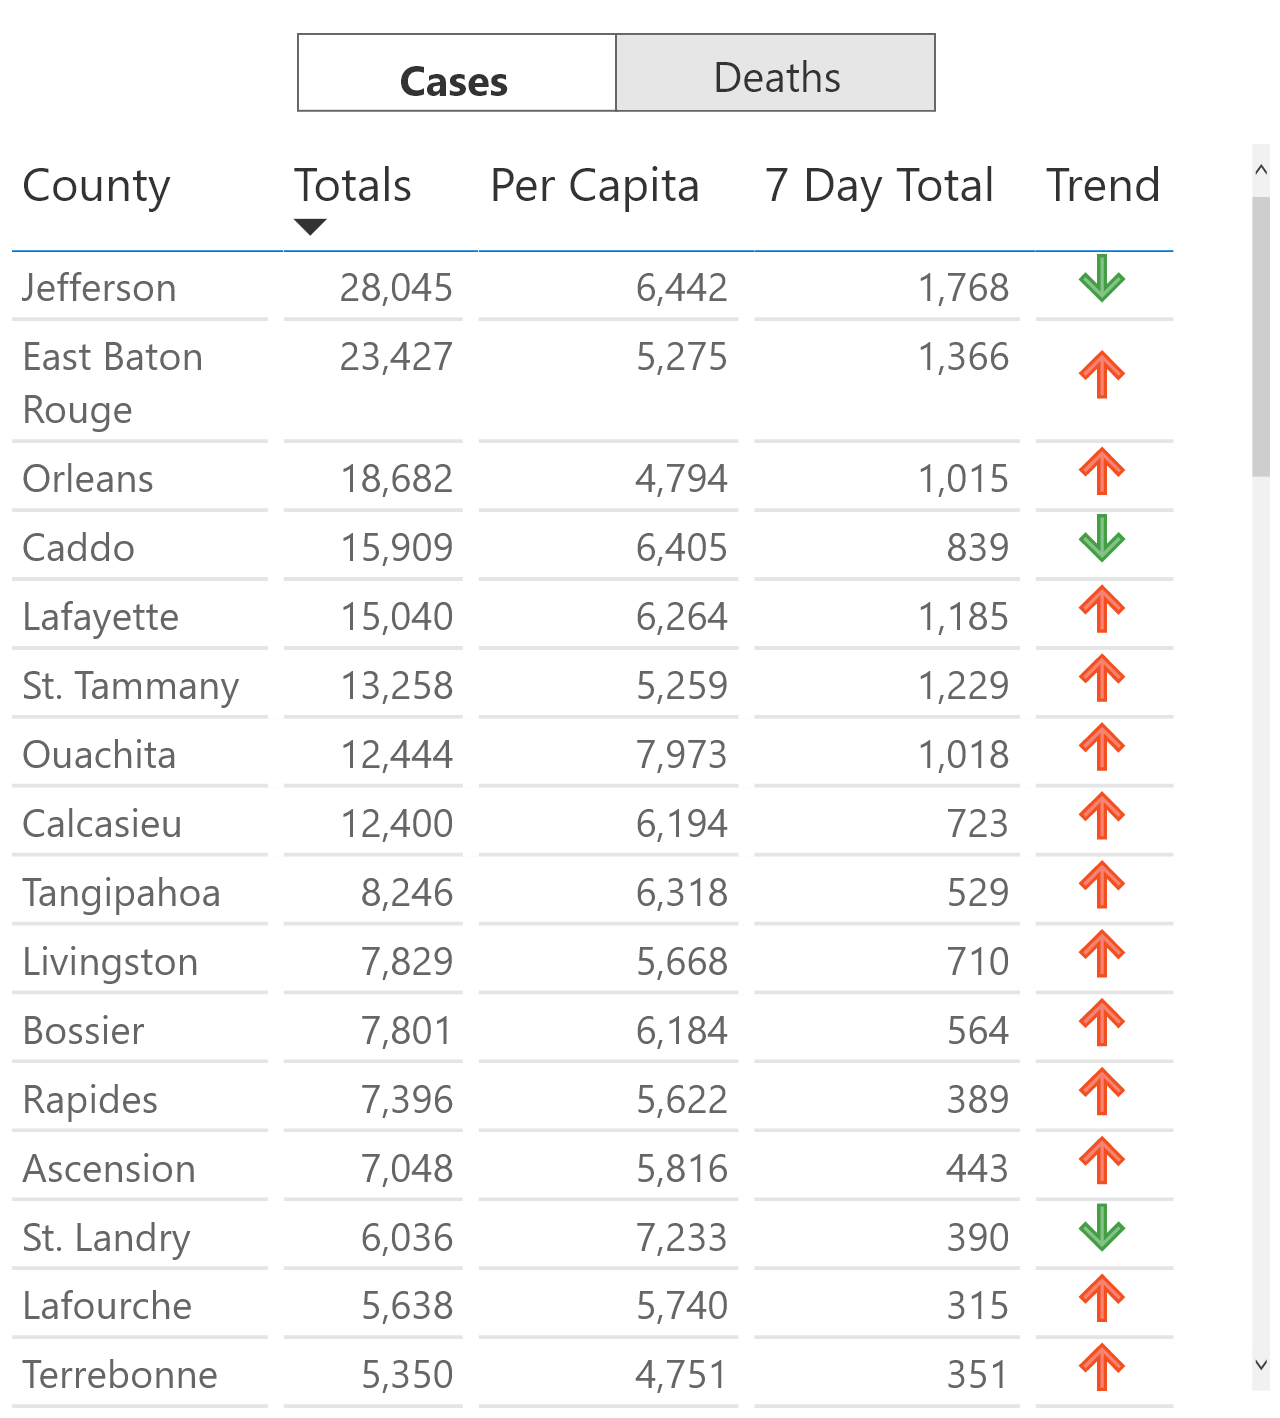 Cases Deaths
County Totals Per Capita 7 Day Total Trend
Jefferson 28,045 6,442 1,768
East Baton 23,427 5,275 1,366
Rouge
Orleans 18,682 4,794 1,015
Caddo 15,909 6,405 839
Lafayette 15,040 6,264 1,185
St. Tammany 13,258 5,259 1,229
Ouachita 12,444 7,973 1,018
Calcasieu 12,400 6,194 723
Tangipahoa 8,246 6,318 529
Livingston 7,829 5,668 710
Bossier 7,801 6,184 564
Rapides 7,396 5,622 389
Ascension 7,048 5,816 443
St. Landry 6,036 7,233 390
Lafourche 5,638 5,740 315
Terrebonne 5,350 4,751 351